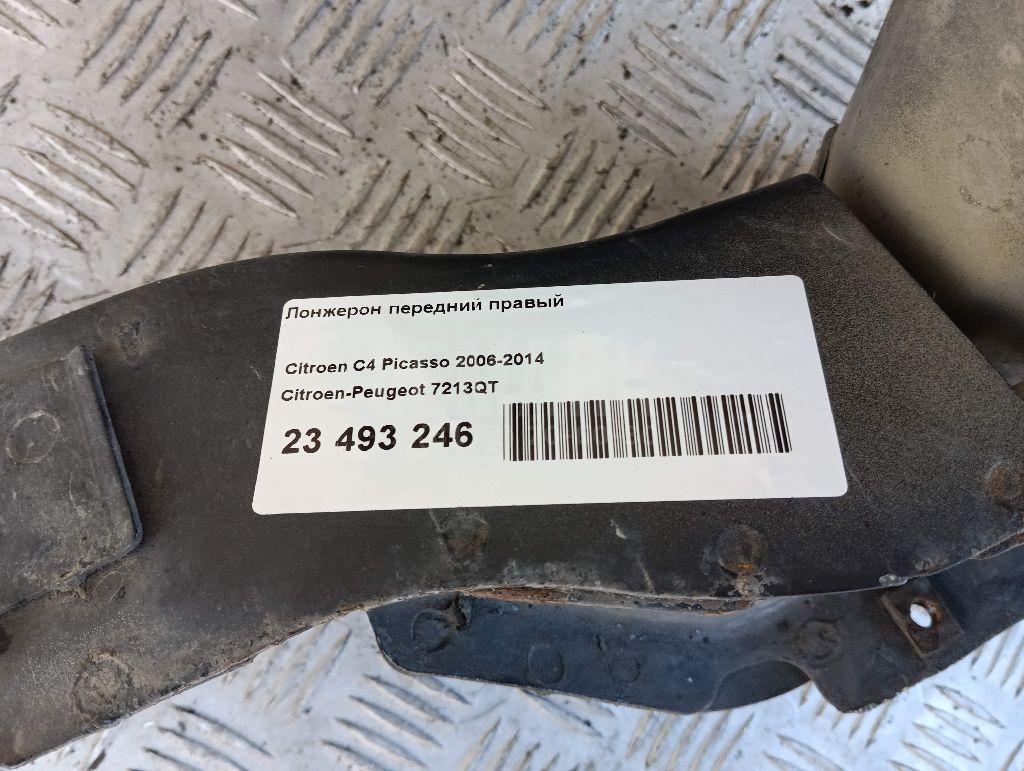 Лонжерон передний правый
Citroen C4 Picasso 2006-2014
Citroen-Peugeot 7213QT
23 493 246